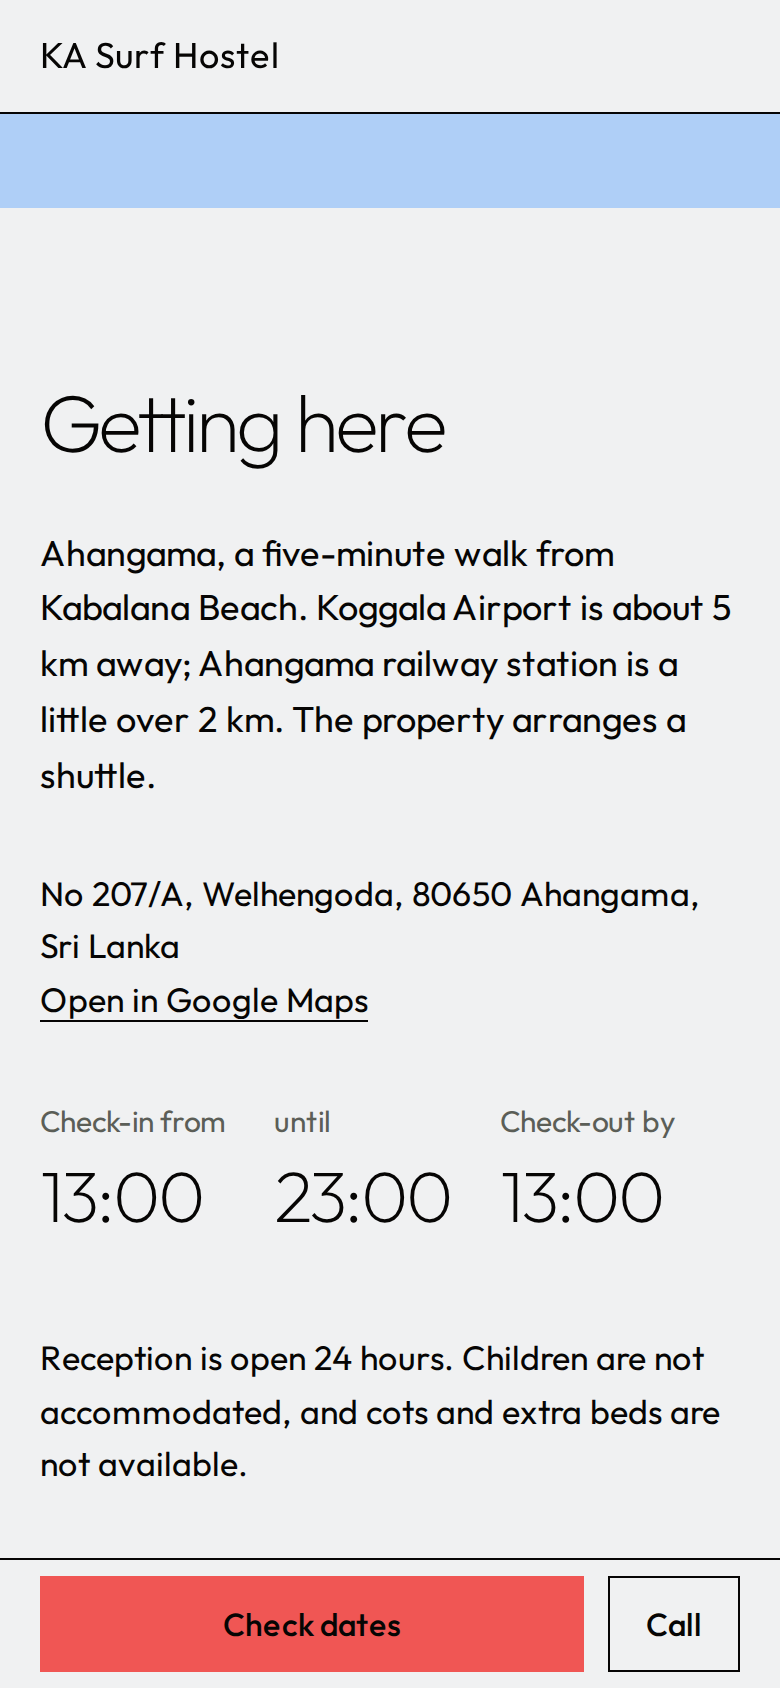 KA Surf Hostel
Getting here
Ahangama, a five-minute walk from
Kabalana Beach. Koggala Airport is about 5
km away; Ahangama railway station is a
little over 2 km. The property arranges a
shuttle.
No 207/A, Welhengoda, 80650 Ahangama,
Sri Lanka
Open in Google Maps
Check-in from until Check-out by
13:00 23:00 13:00
Reception is open 24 hours. Children are not
accommodated, and cots and extra beds are
not available.
Check dates Call